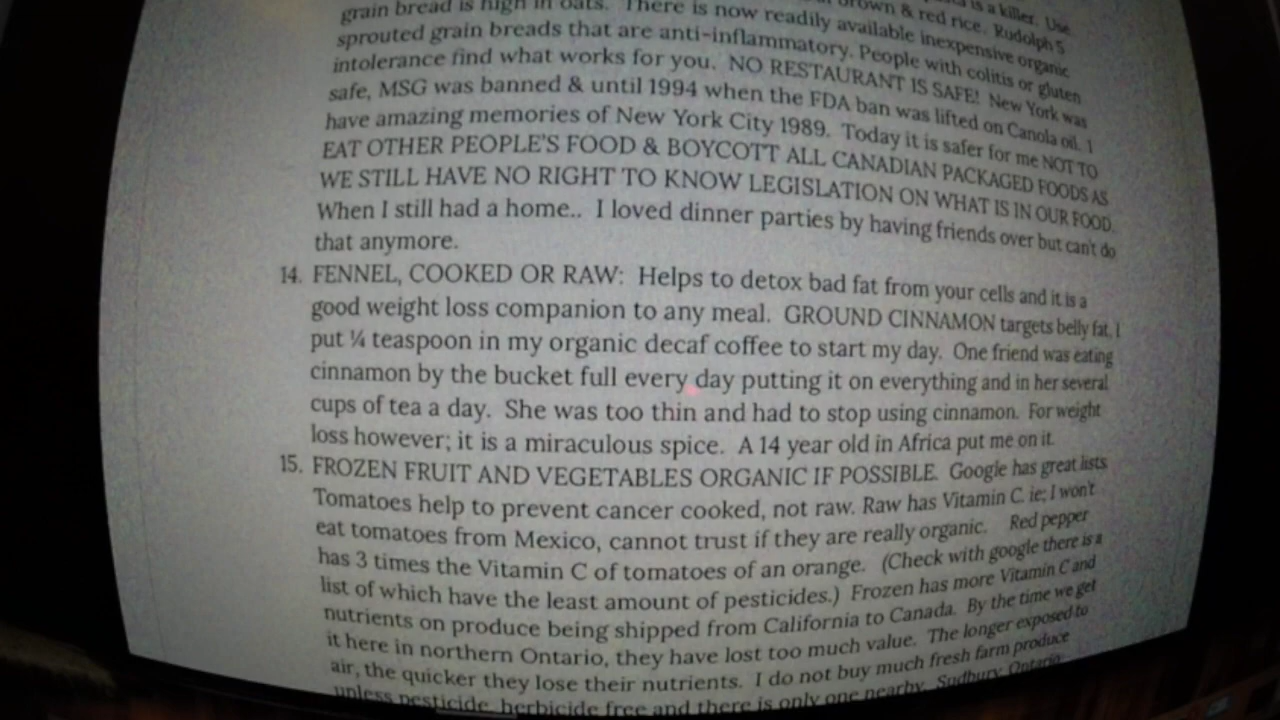 is a killer. Use
grain bread is high in oats. There is now readily brown & red rice. Rudolph's
sprouted grain breads that are anti-inflammatory. available inexpensive organic
intolerance find what works for you. People with colitis or gluten
safe, MSG was banned & until 1994 NO RESTAURANT IS SAFE! New York was
have amazing memories of New York City 1989. when the FDA ban was lifted on Canola oil. I
EAT OTHER PEOPLE'S FOOD & BOYCOTT ALL Today it is safer for me NOT TO
WE STILL HAVE NO RIGHT TO KNOW LEGISLATION CANADIAN PACKAGED FOODS AS
When I still had a home.. I loved dinner parties ON WHAT IS IN OUR FOOD.
that anymore. by having friends over but can't do
14. FENNEL, COOKED OR RAW: Helps to detox bad fat from your cells and it is a
good weight loss companion to any meal. GROUND CINNAMON targets belly fat. I
put ¼ teaspoon in my organic decaf coffee to start my day. One friend was eating
cinnamon by the bucket full every day putting it on everything and in her several
cups of tea a day. She was too thin and had to stop using cinnamon. For weight
loss however; it is a miraculous spice. A 14 year old in Africa put me on it.
15. FROZEN FRUIT AND VEGETABLES ORGANIC IF POSSIBLE. Google has great lists.
Tomatoes help to prevent cancer cooked, not raw. Raw has Vitamin C. ie; I won't
eat tomatoes from Mexico, cannot trust if they are really organic. Red pepper
has 3 times the Vitamin C of tomatoes of an orange. (Check with google there is a
list of which have the least amount of pesticides.) Frozen has more Vitamin C and
nutrients on produce being shipped from California to Canada. By the time we get
it here in northern Ontario, they have lost too much value. The longer exposed to
air, the quicker they lose their nutrients. I do not buy much fresh farm produce
unless pesticide, herbicide free and there is only one nearby. Sudbury, Ontario